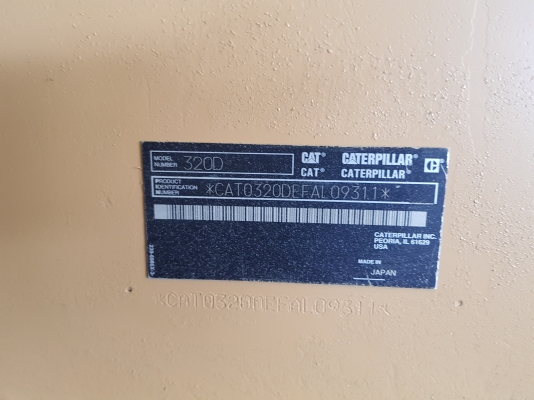 MODEL NUMBER 320D
CAT CATERPILLAR C
CAT® CATERPILLAR®
PRODUCT IDENTIFICATION NUMBER *CAT0320DEFAL09311*
CATERPILLAR INC.
PEORIA, IL 61629
USA
MADE IN
JAPAN
*CAT0320DEFAL09311*